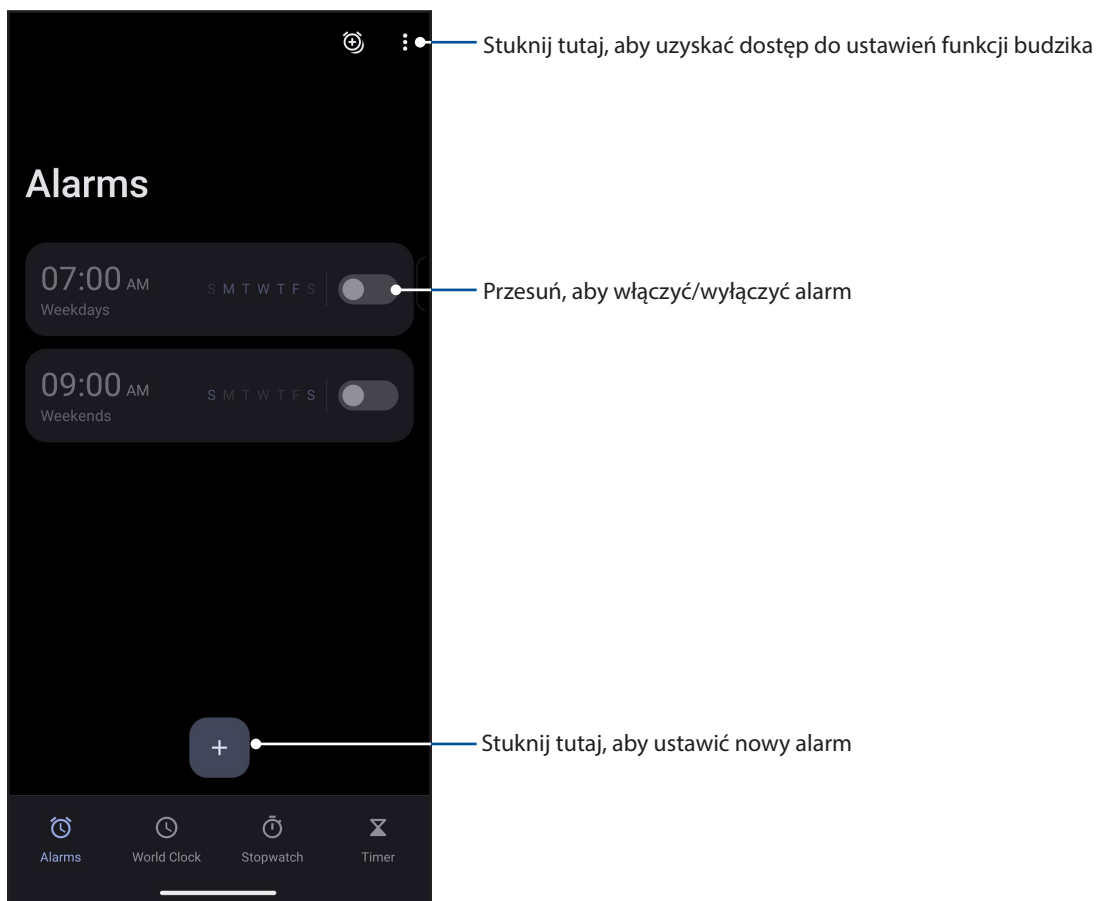 Stuknij tutaj, aby uzyskać dostęp do ustawień funkcji budzika
Alarms
07:00 AM S M T W T F S
Weekdays
Przesuń, aby włączyć/wyłączyć alarm
09:00 AM S M T W T F S
Weekends
+
Stuknij tutaj, aby ustawić nowy alarm
Alarms World Clock Stopwatch Timer